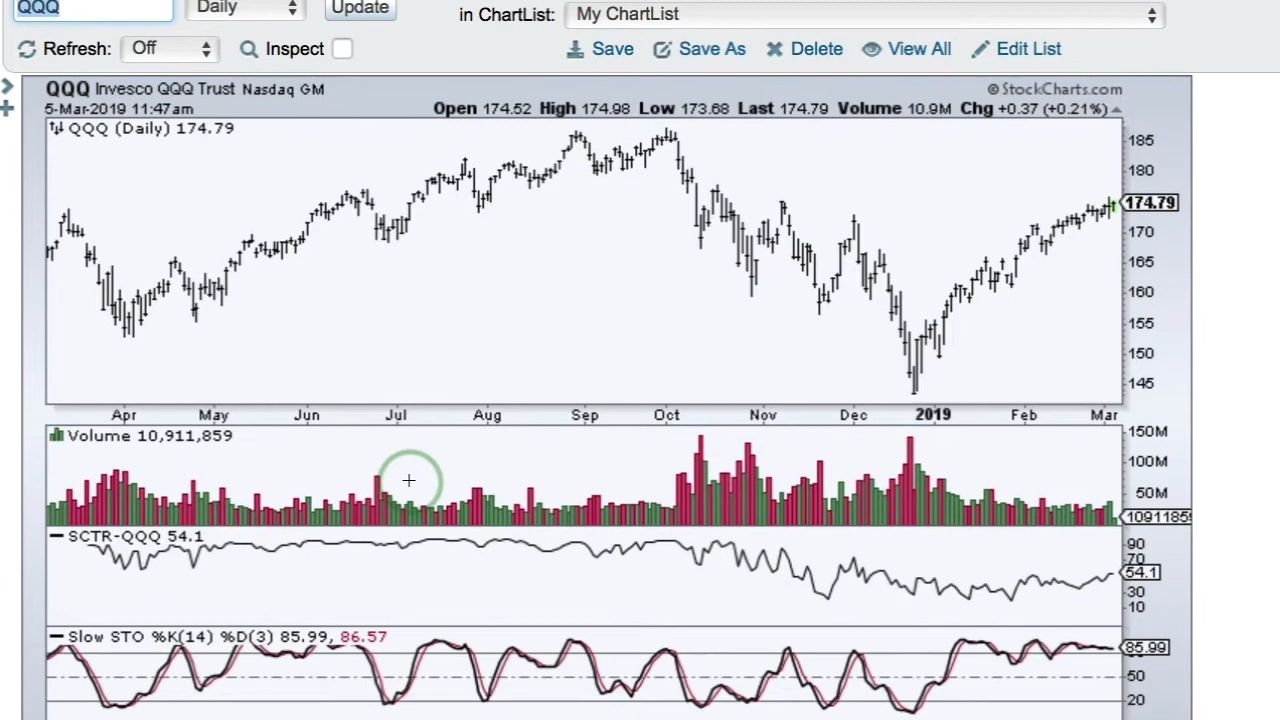 QQQ Daily Update in ChartList: My ChartList
Refresh: Off Inspect Save Save As Delete View All Edit List
QQQ Invesco QQQ Trust Nasdaq GM © StockCharts.com
5-Mar-2019 11:47am Open 174.52 High 174.98 Low 173.68 Last 174.79 Volume 10.9M Chg +0.37 (+0.21%)
QQQ (Daily) 174.79
185
180
174.79
170
165
160
155
150
145
Apr May Jun Jul Aug Sep Oct Nov Dec 2019 Feb Mar
Volume 10,911,859
150M
100M
50M
10911859
SCTR-QQQ 54.1
90
70
54.1
30
10
Slow STO %K(14) %D(3) 85.99, 86.57
85.99
50
20